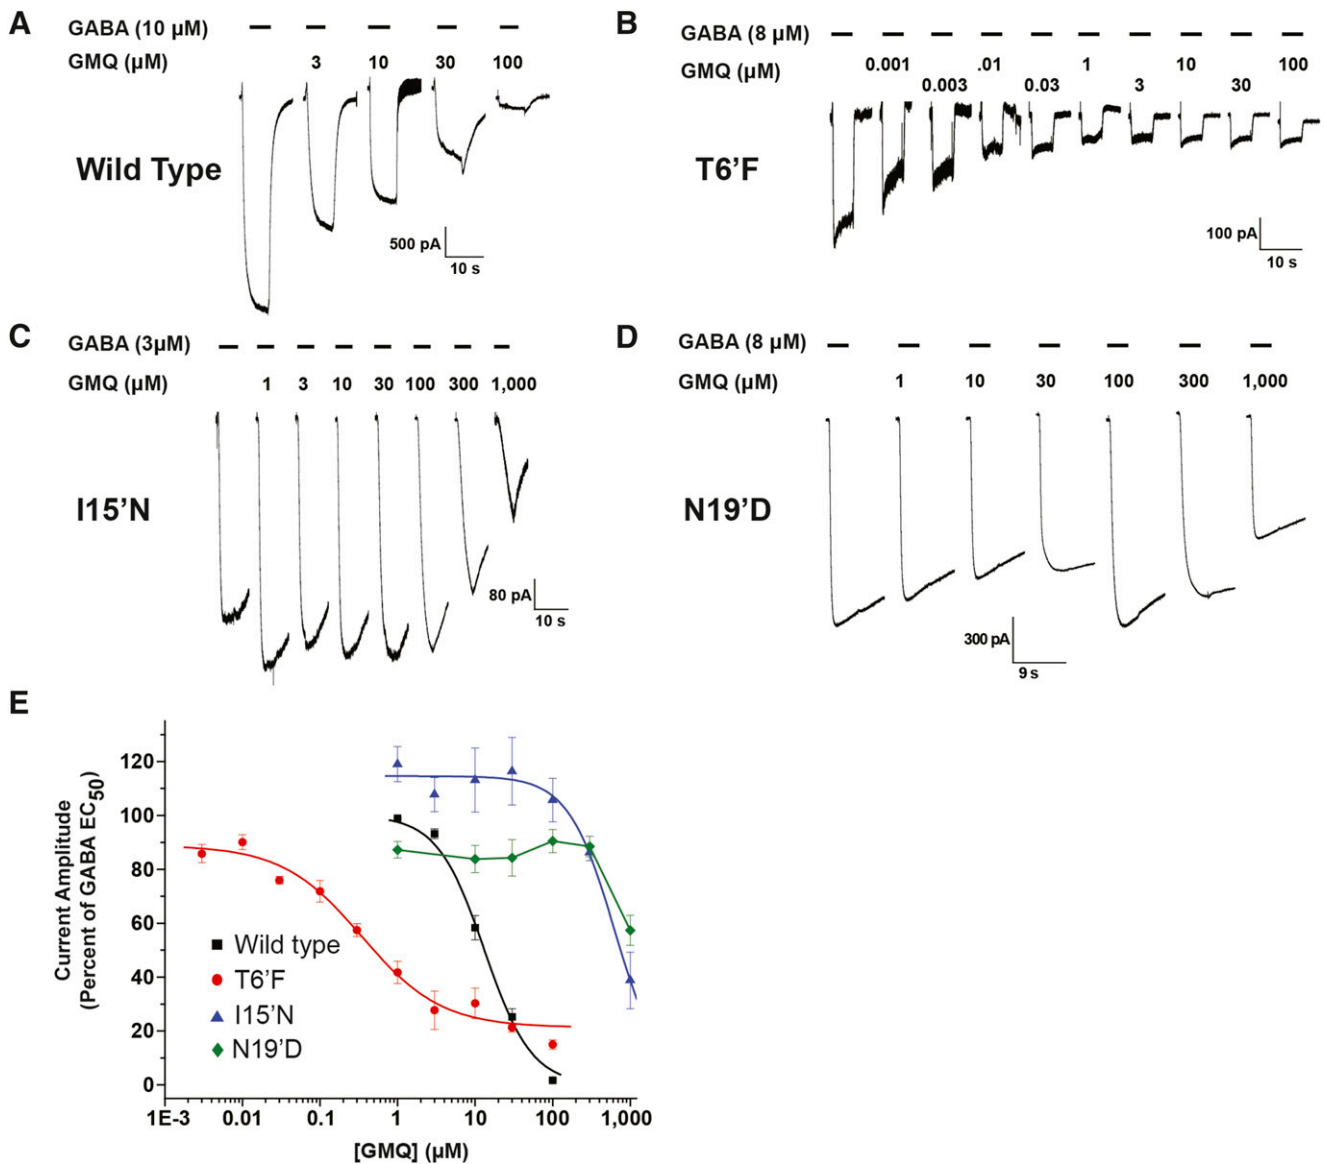 A
GABA (10 µM)
GMQ (µM)
3 10 30 100
Wild Type
500 pA
10 s
B
GABA (8 µM)
GMQ (µM)
0.001 .01 1 10 100
0.003 0.03 3 30
T6'F
100 pA
10 s
C
GABA (3µM)
GMQ (µM)
1 3 10 30 100 300 1,000
I15'N
80 pA
10 s
D
GABA (8 µM)
GMQ (µM)
1 10 30 100 300 1,000
N19'D
300 pA
9 s
E
Current Amplitude
(Percent of GABA EC50)
120
100
80
60
40
20
0
Wild type
T6'F
I15'N
N19'D
1E-3 0.01 0.1 1 10 100 1,000
[GMQ] (µM)